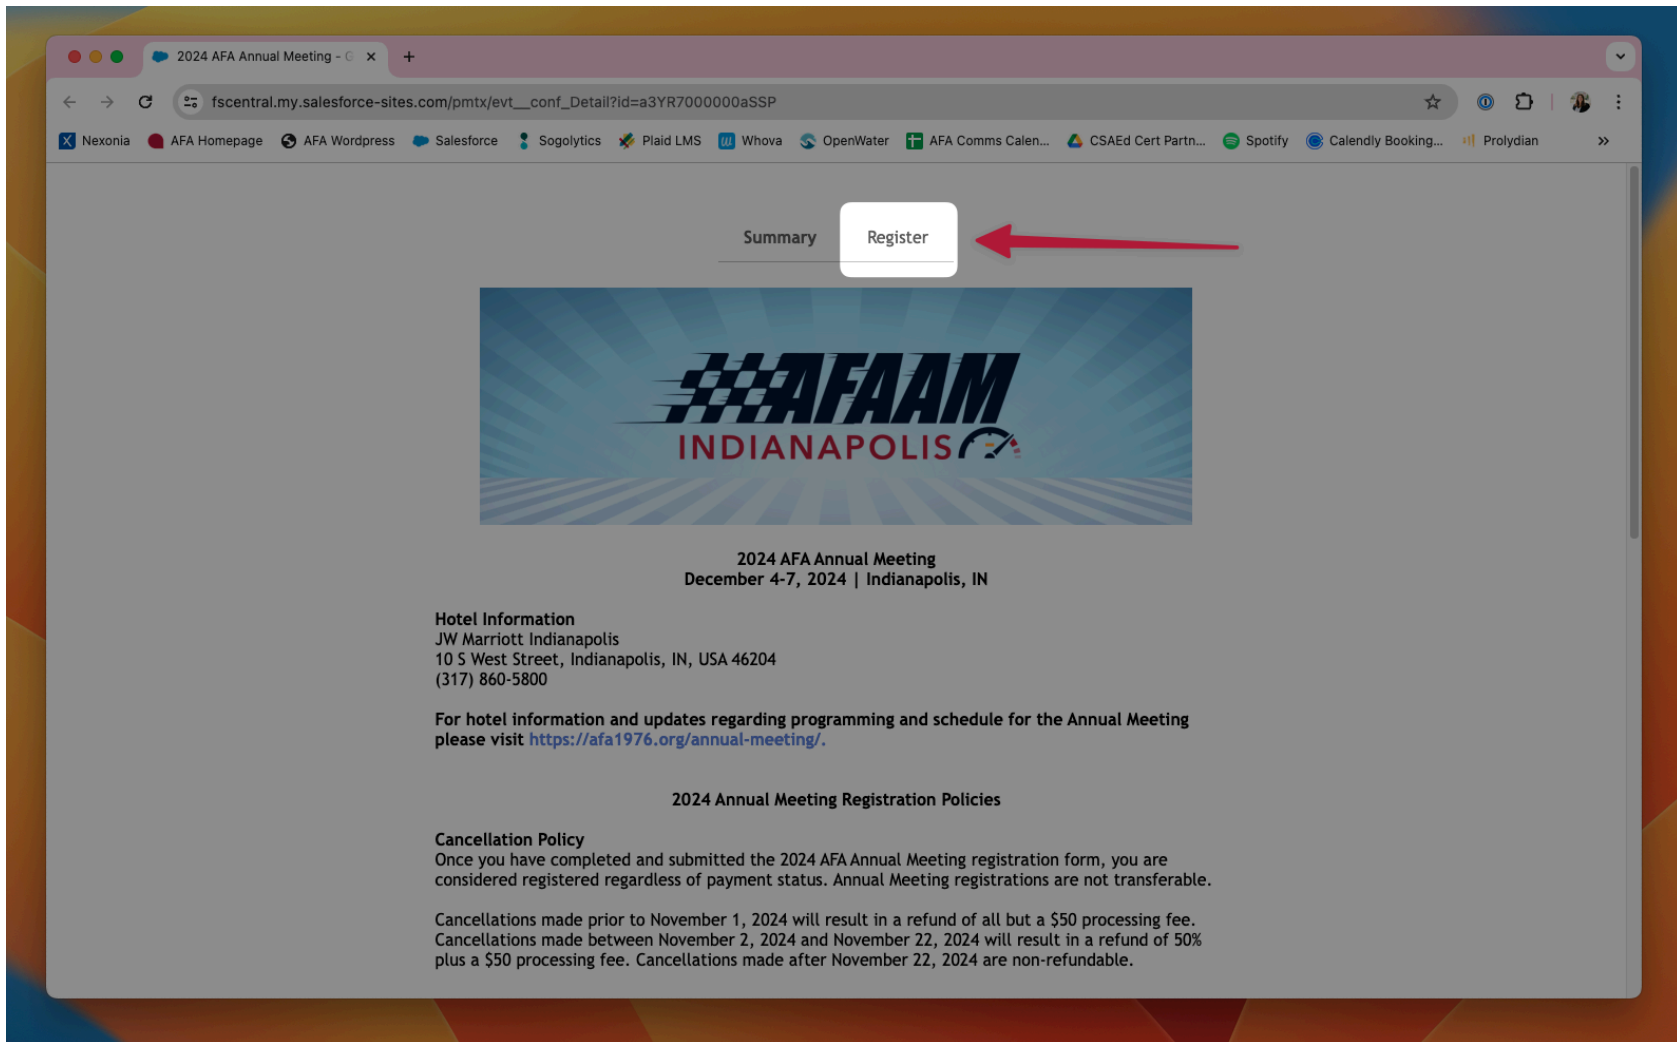 2024 AFA Annual Meeting - G
fscentral.my.salesforce-sites.com/pmtx/evt__conf_Detail?id=a3YR7000000aSSP
Nexonia AFA Homepage AFA Wordpress Salesforce Sogolytics Plaid LMS Whova OpenWater AFA Comms Calen... CSAEd Cert Partn... Spotify Calendly Booking... Prolydian
Summary Register
AFAAM
INDIANAPOLIS
2024 AFA Annual Meeting
December 4-7, 2024 | Indianapolis, IN
Hotel Information
JW Marriott Indianapolis
10 S West Street, Indianapolis, IN, USA 46204
(317) 860-5800
For hotel information and updates regarding programming and schedule for the Annual Meeting
please visit https://afa1976.org/annual-meeting/.
2024 Annual Meeting Registration Policies
Cancellation Policy
Once you have completed and submitted the 2024 AFA Annual Meeting registration form, you are
considered registered regardless of payment status. Annual Meeting registrations are not transferable.
Cancellations made prior to November 1, 2024 will result in a refund of all but a $50 processing fee.
Cancellations made between November 2, 2024 and November 22, 2024 will result in a refund of 50%
plus a $50 processing fee. Cancellations made after November 22, 2024 are non-refundable.